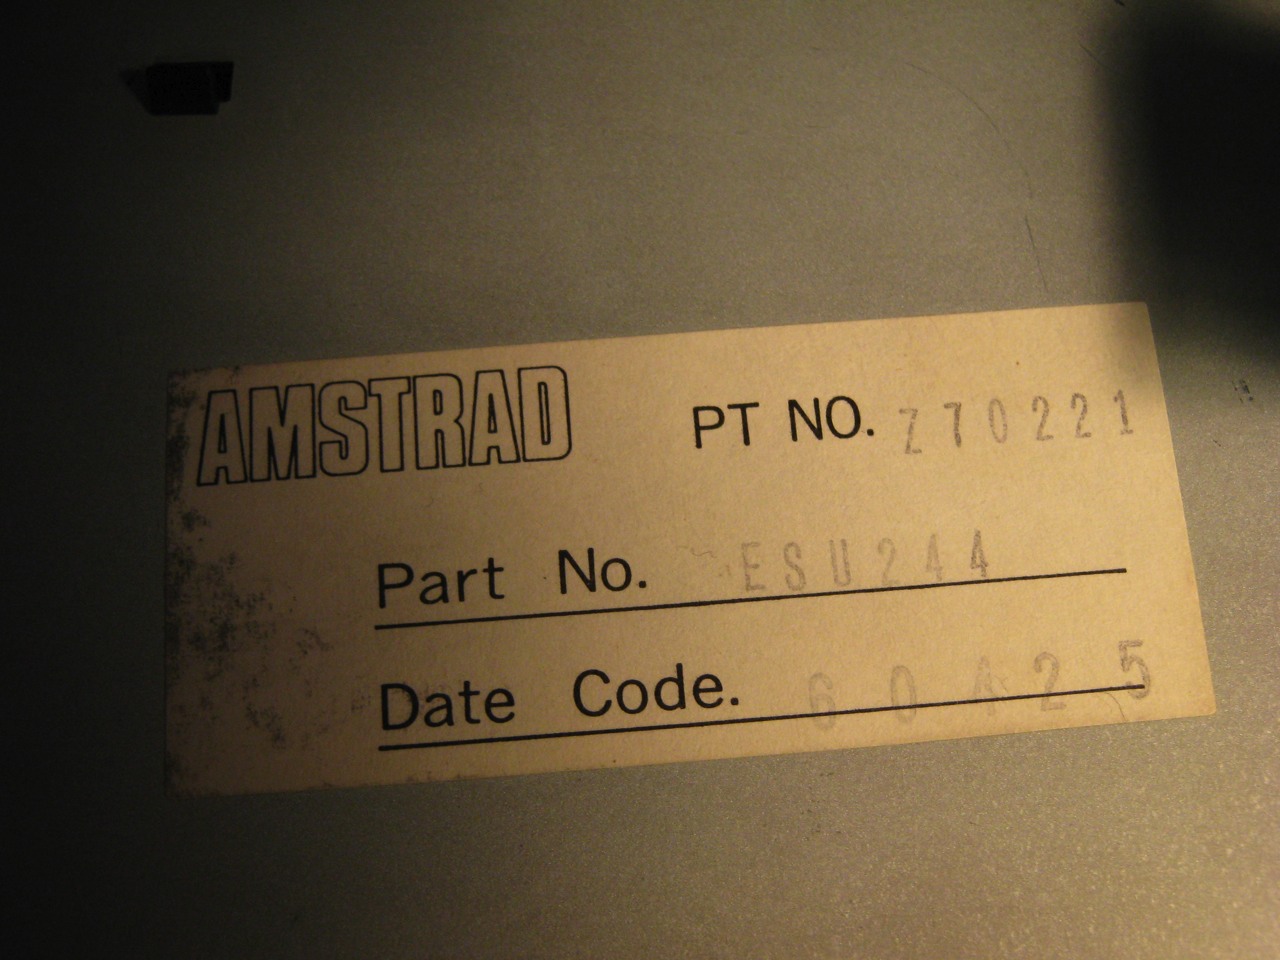 AMSTRAD PT NO. Z70221
Part No. ESU244
Date Code. 60425